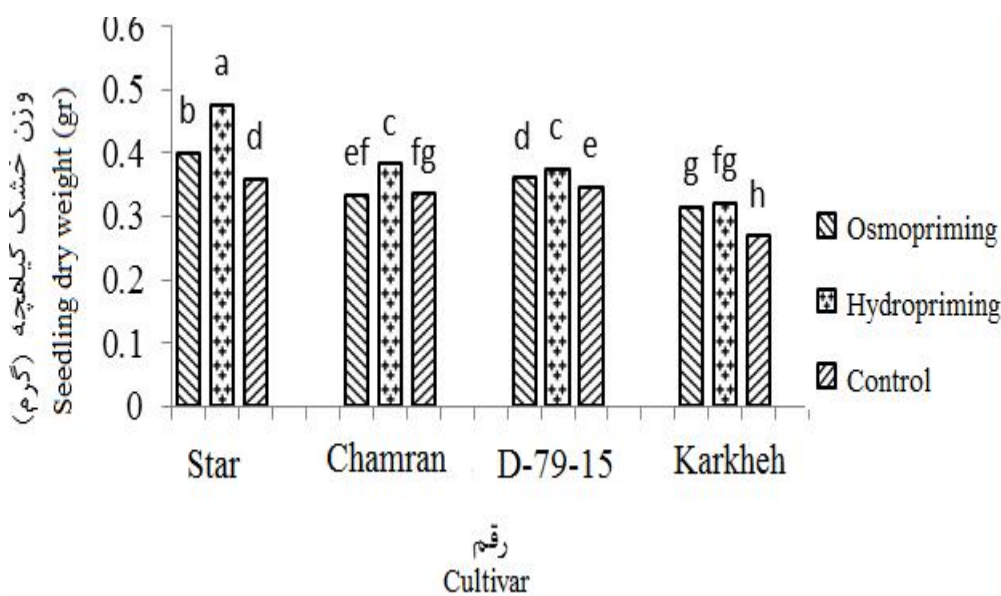 0.6
0.5
0.4
0.3
0.2
0.1
0
وزن خشک گیاهچه (گرم)
Seedling dry weight (gr)
b
a
d
ef
c
fg
d
c
e
g
fg
h
Osmopriming
Hydropriming
Control
Star
Chamran
D-79-15
Karkheh
رقم
Cultivar